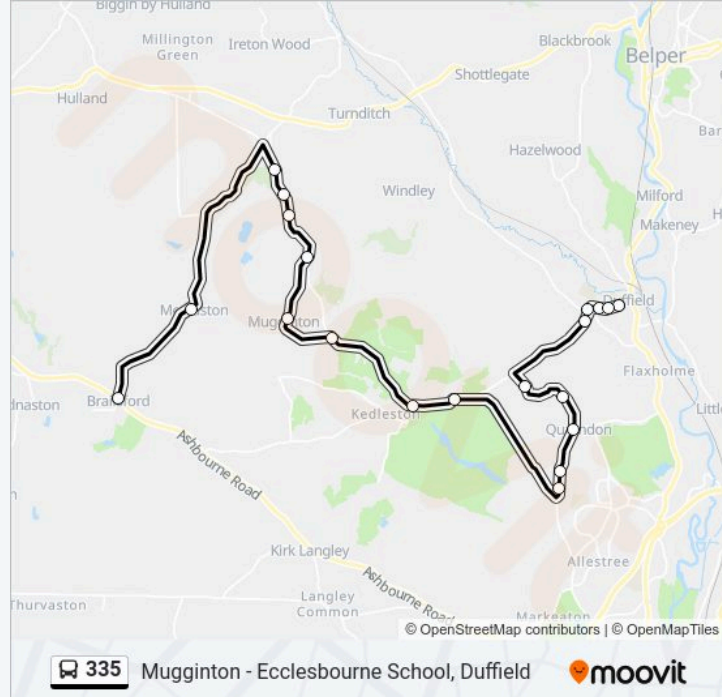 Biggin by Hulland
Millington
Green
Ireton Wood
Blackbrook
Belper
Shottlegate
Hulland
Turnditch
Hazelwood
Windley
Milford
Makeney
Duffield
Mugginton
Flaxholme
Brailsford
Kedleston
Quarndon
Ashbourne Road
Allestree
Kirk Langley
Langley
Common
Ashbourne Road
Thurvaston
Markeaton
© OpenStreetMap contributors | © OpenMapTiles
335 Mugginton - Ecclesbourne School, Duffield moovit